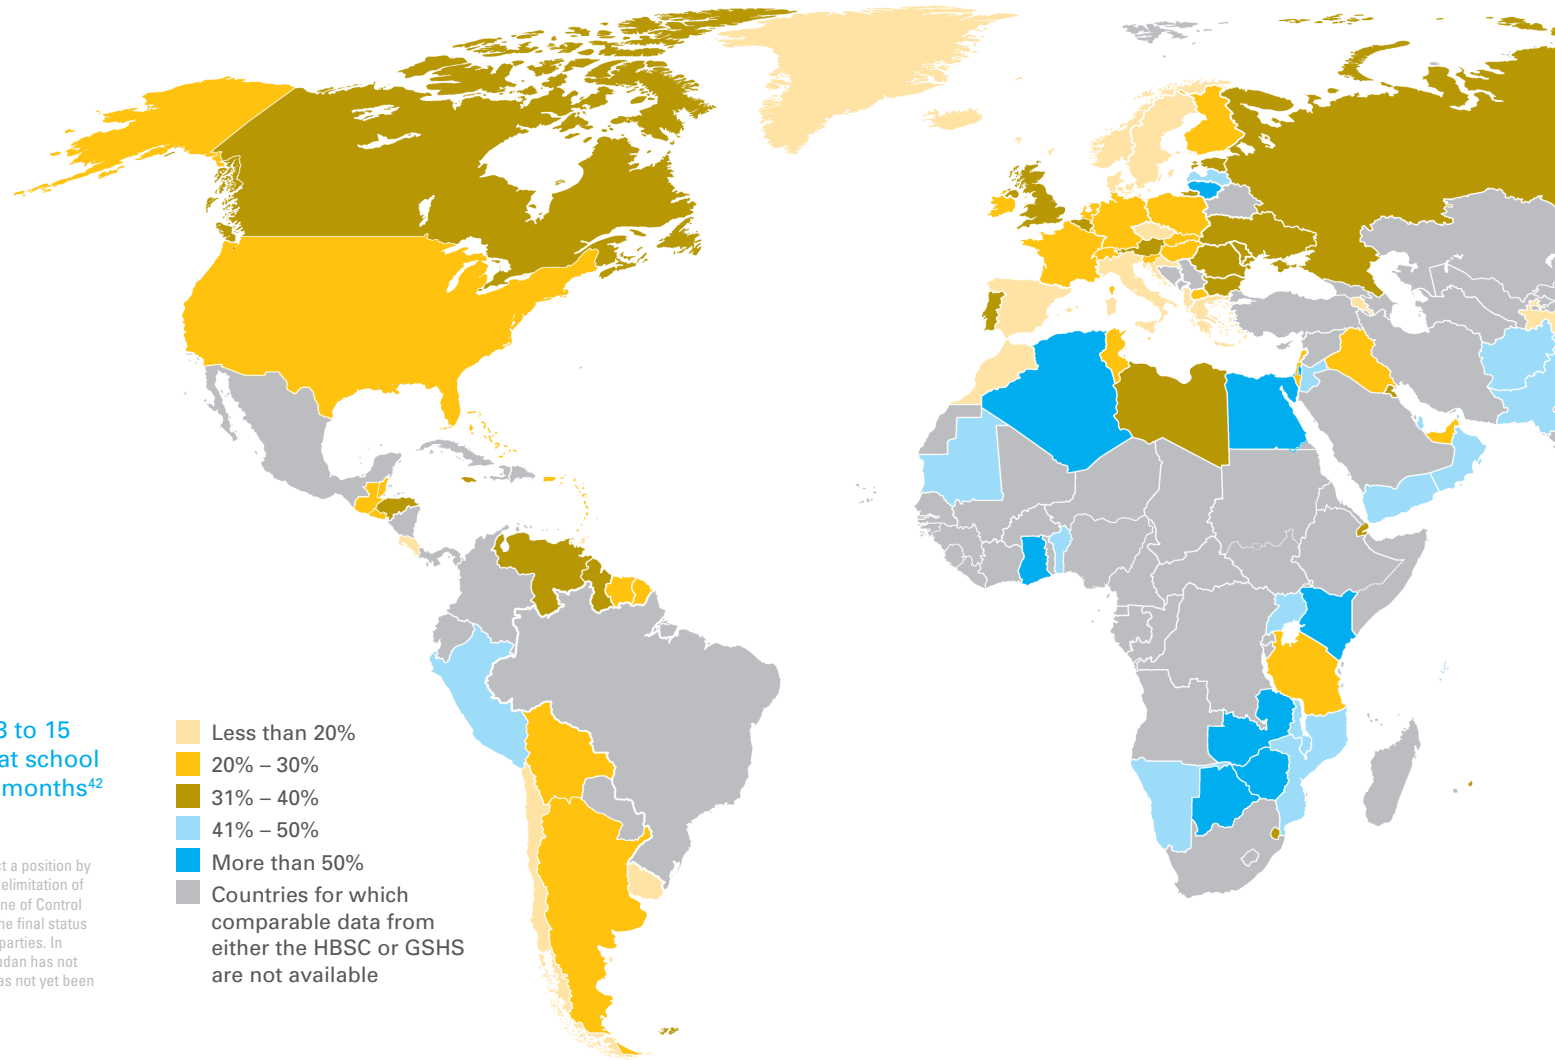 3 to 15
at school
months⁴²
ct a position by
elimitation of
ne of Control
he final status
parties. In
udan has not
as not yet been
Less than 20%
20% – 30%
31% – 40%
41% – 50%
More than 50%
Countries for which
comparable data from
either the HBSC or GSHS
are not available